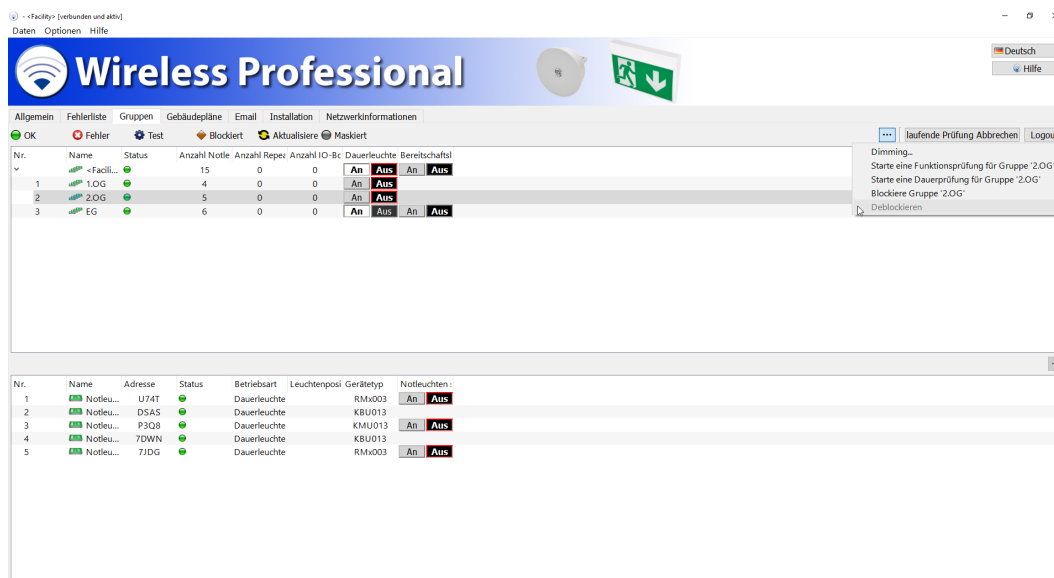 - <Facility> [verbunden und aktiv]
Daten Optionen Hilfe
Wireless Professional
Deutsch
Hilfe
Allgemein Fehlerliste Gruppen Gebäudepläne Email Installation Netzwerkinformationen
OK Fehler Test Blockiert Aktualisiere Maskiert ... laufende Prüfung Abbrechen Logou
Nr. Name Status Anzahl Notle Anzahl Repea Anzahl IO-Bc Dauerleuchte Bereitschaftsl
<Facili... 15 0 0 An Aus An Aus
1 1.OG 4 0 0 An Aus
2 2.OG 5 0 0 An Aus
3 EG 6 0 0 An Aus An Aus
Dimming...
Starte eine Funktionsprüfung für Gruppe '2.OG'
Starte eine Dauerprüfung für Gruppe '2.OG'
Blockiere Gruppe '2.OG'
Deblockieren
Nr. Name Adresse Status Betriebsart Leuchtenposi Gerätetyp Notleuchten s
1 Notleu... U74T Dauerleuchte RMx003 An Aus
2 Notleu... DSAS Dauerleuchte KBU013
3 Notleu... P3Q8 Dauerleuchte KMU013 An Aus
4 Notleu... 7DWN Dauerleuchte KBU013
5 Notleu... 7JDG Dauerleuchte RMx003 An Aus